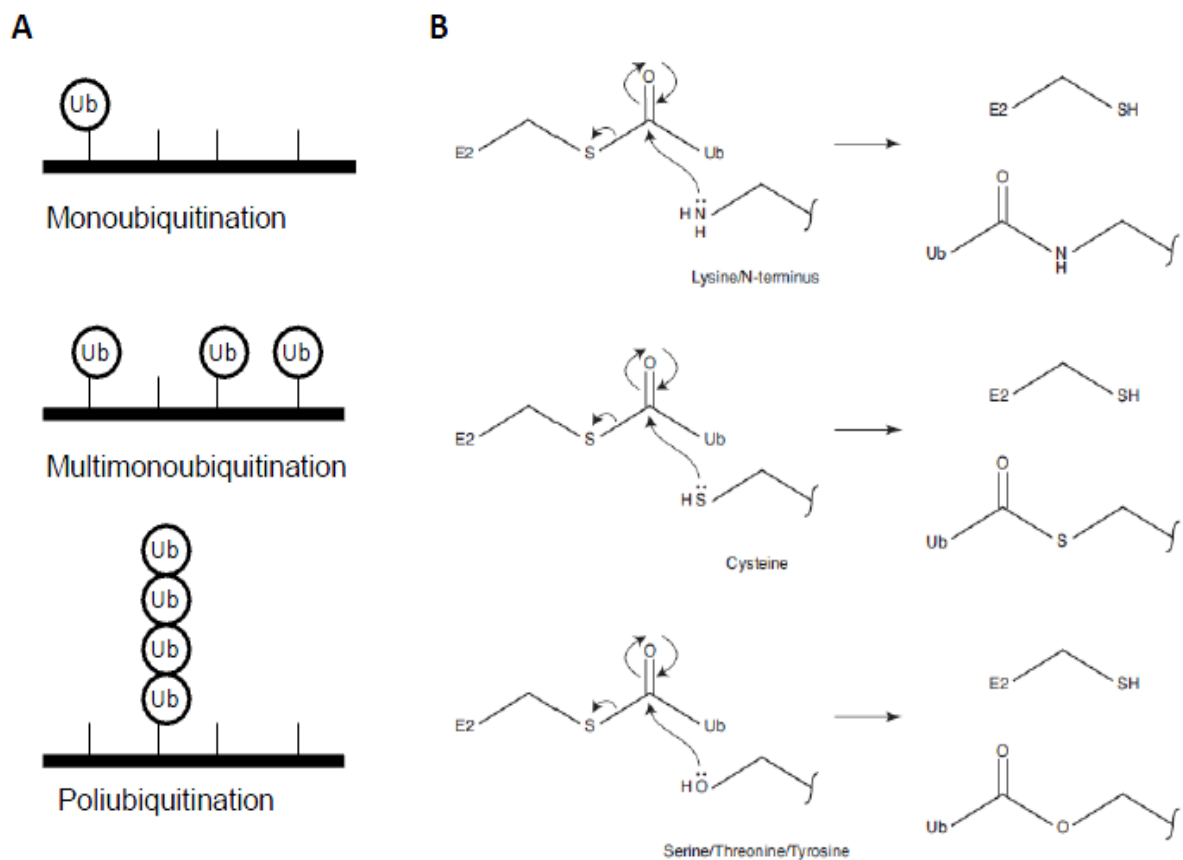 A
Ub
Monoubiquitination
Ub Ub Ub
Multimonoubiquitination
Ub
Ub
Ub
Ub
Poliubiquitination
B
O
E2 S Ub
H N
H
Lysine/N-terminus
E2 SH
O
Ub N
H
O
E2 S Ub
H S
Cysteine
E2 SH
O
Ub S
O
E2 S Ub
H O
Serine/Threonine/Tyrosine
E2 SH
O
Ub O